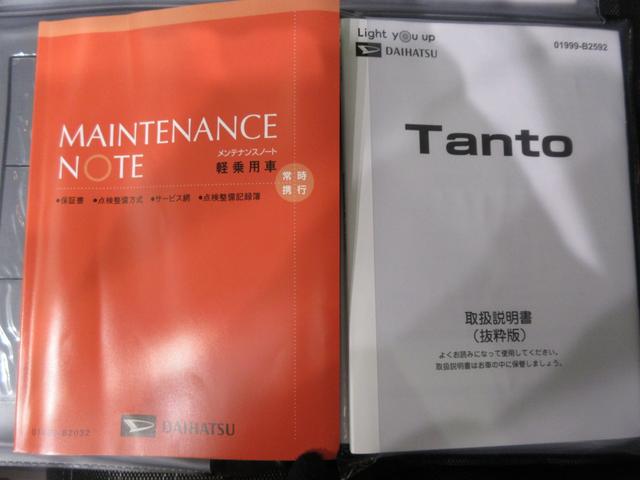 MAINTENANCE
NOTE
メンテナンスノート
軽乗用車
常時
携行
●保証書 ●点検整備方式 ●サービス網 ●点検整備記録簿
01999-B2032
DAIHATSU
Light you up
DAIHATSU
01999-B2592
Tanto
取扱説明書
(抜粋版)
よくお読みになって使用してください。
取扱説明書はお車の中に保管しましょう。